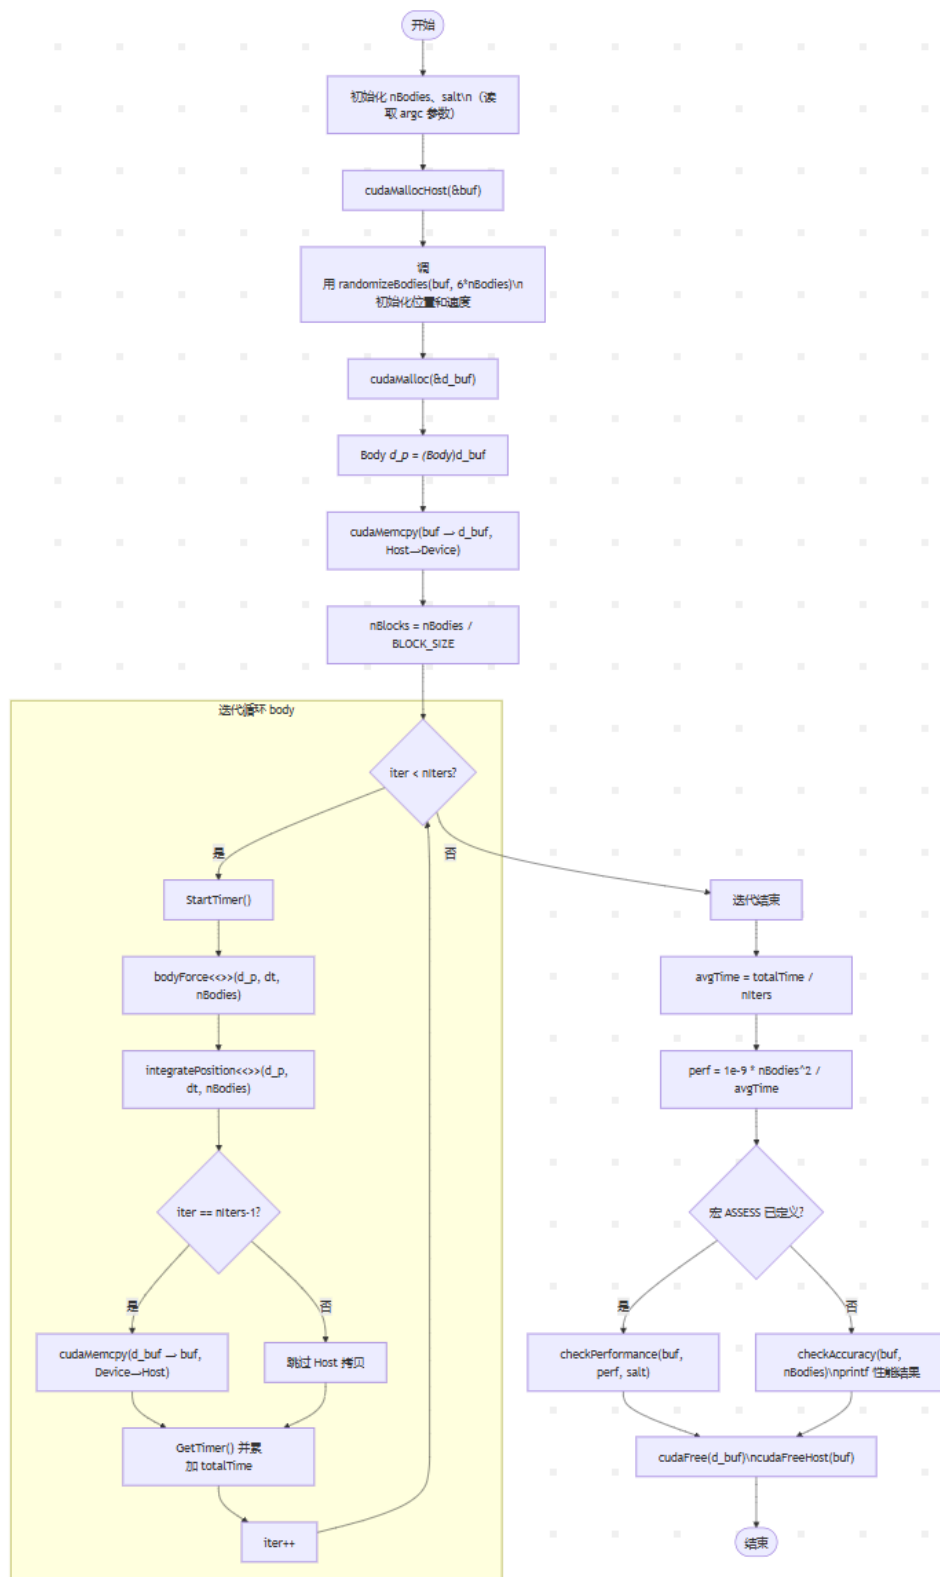 开始
初始化 nBodies、salt\n（读
取 argc 参数）
cudaMallocHost(&buf)
调
用 randomizeBodies(buf, 6*nBodies)\n
初始化位置和速度
cudaMalloc(&d_buf)
Body d_p = (Body)d_buf
cudaMemcpy(buf → d_buf,
Host→Device)
nBlocks = nBodies /
BLOCK_SIZE
迭代循环 body
iter < nIters?
是
否
StartTimer()
迭代结束
bodyForce<<>>(d_p, dt,
nBodies)
avgTime = totalTime /
nIters
integratePosition<<>>(d_p,
dt, nBodies)
perf = 1e-9 * nBodies^2 /
avgTime
iter == nIters-1?
宏 ASSESS 已定义?
是
否
是
否
cudaMemcpy(d_buf → buf,
Device→Host)
跳过 Host 拷贝
checkPerformance(buf,
perf, salt)
checkAccuracy(buf,
nBodies)\nprintf 性能结果
GetTimer() 并累
加 totalTime
cudaFree(d_buf)\ncudaFreeHost(buf)
iter++
结束